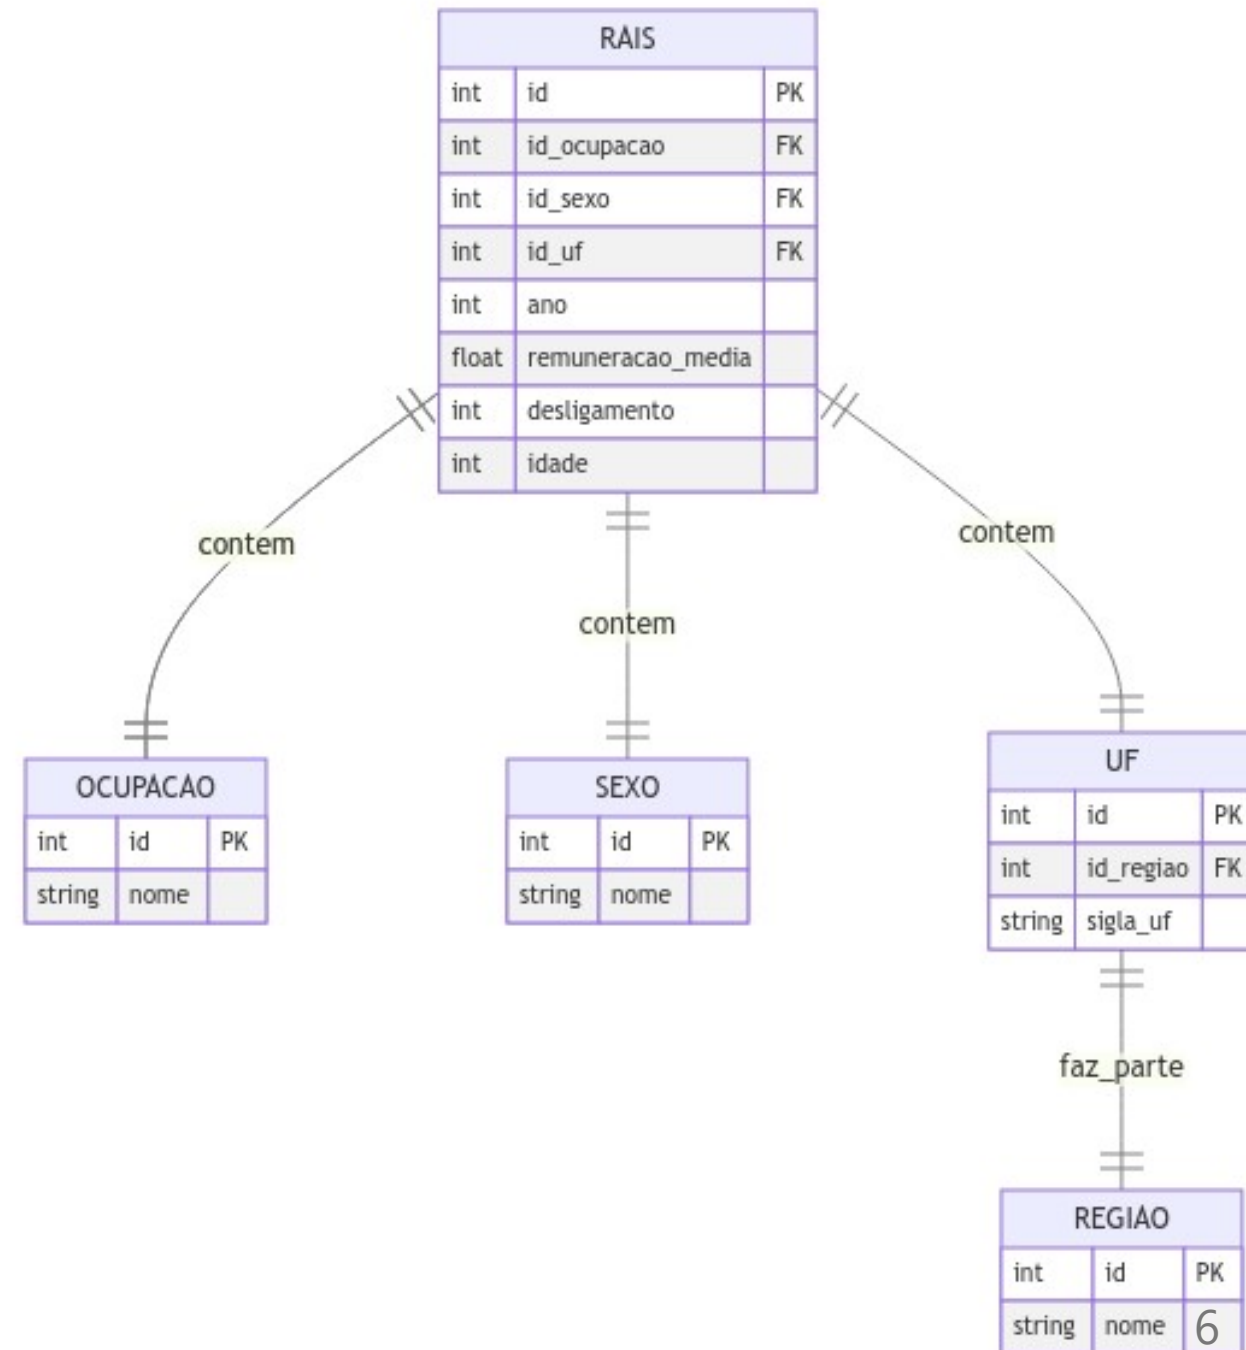 RAIS
int id PK
int id_ocupacao FK
int id_sexo FK
int id_uf FK
int ano
float remuneracao_media
int desligamento
int idade
contem
contem
contem
OCUPACAO
int id PK
string nome
SEXO
int id PK
string nome
UF
int id PK
int id_regiao FK
string sigla_uf
faz_parte
REGIAO
int id PK
string nome
6